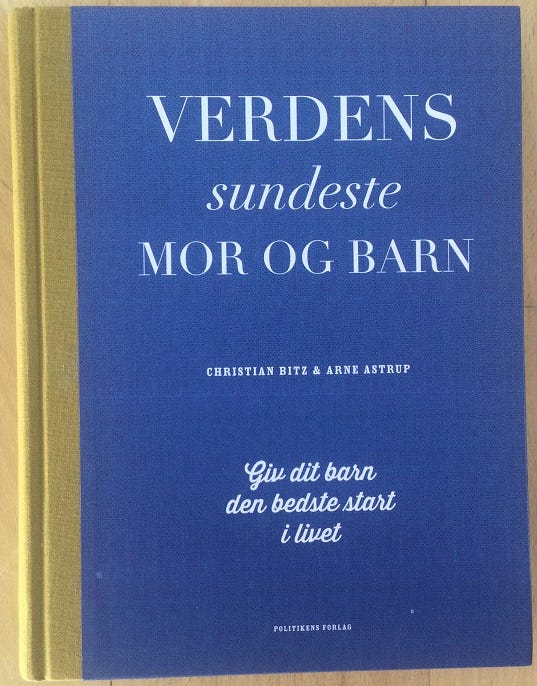 VERDENS
sundeste
MOR OG BARN
CHRISTIAN BITZ & ARNE ASTRUP
Giv dit barn
den bedste start
i livet
POLITIKENS FORLAG